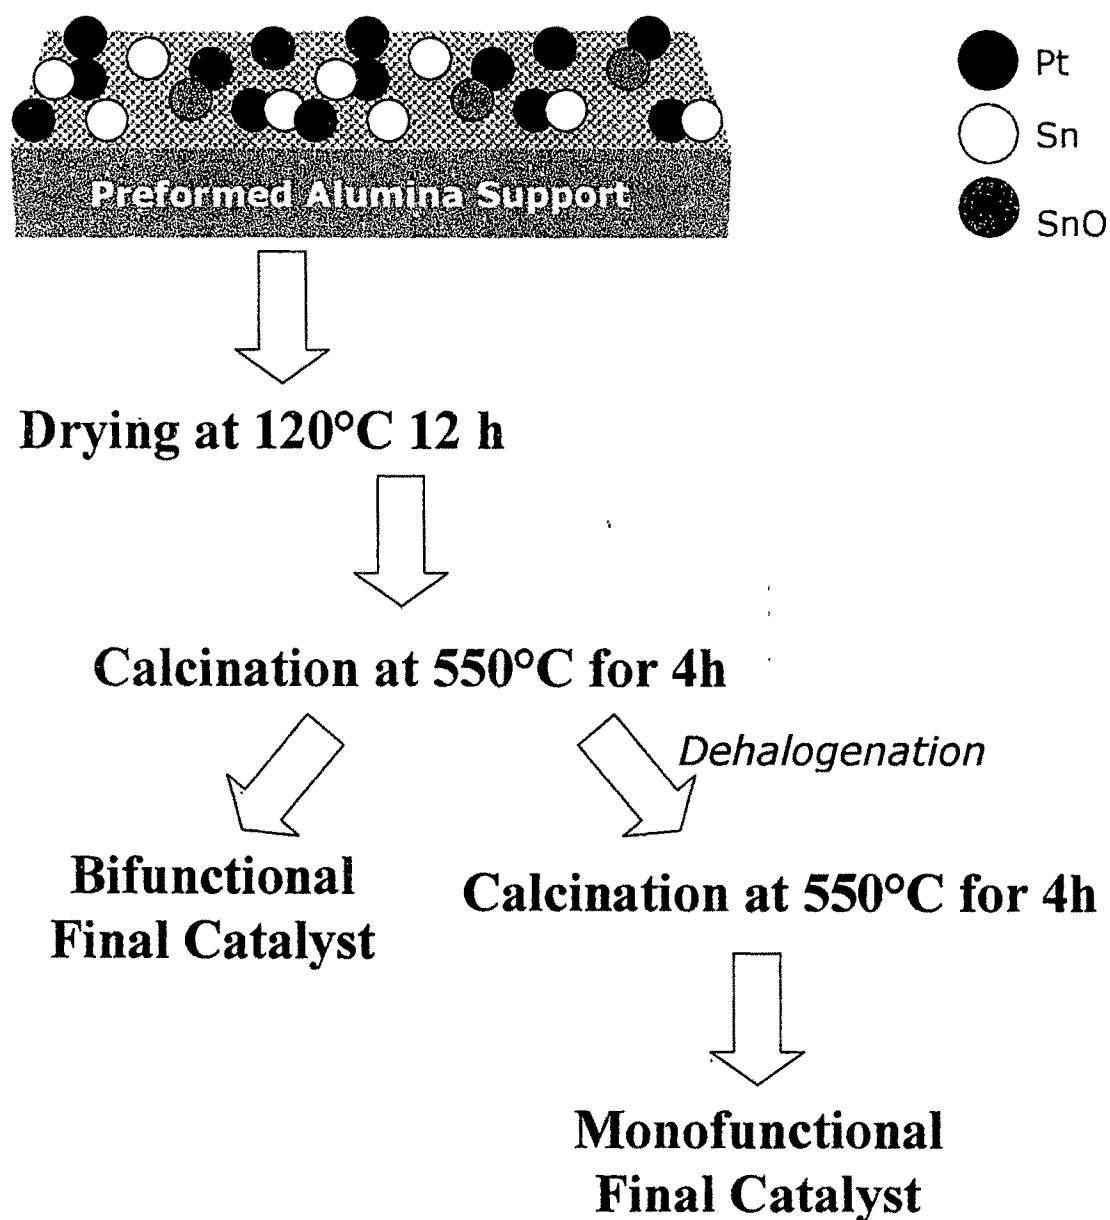 Pt
Sn
SnO
Preformed Alumina Support
Drying at 120°C 12 h
Calcination at 550°C for 4h
Dehalogenation
Bifunctional
Final Catalyst
Calcination at 550°C for 4h
Monofunctional
Final Catalyst